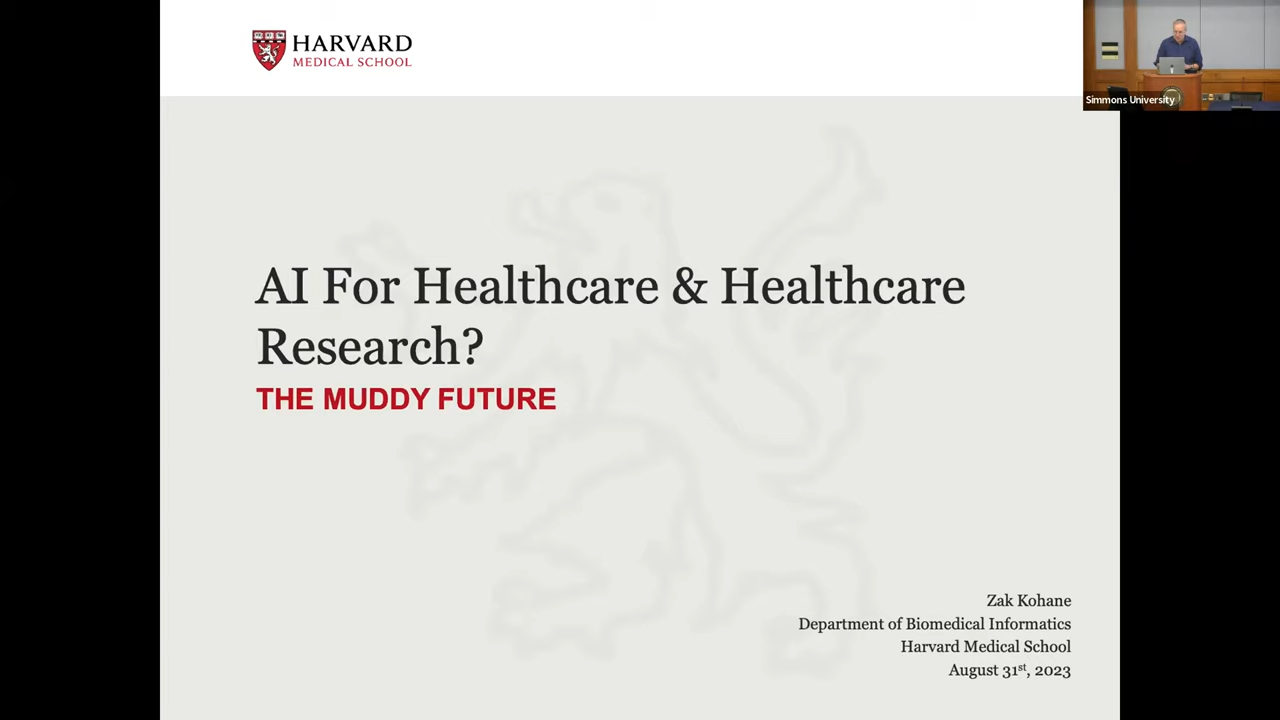 HARVARD
MEDICAL SCHOOL
Simmons University
AI For Healthcare & Healthcare
Research?
THE MUDDY FUTURE
Zak Kohane
Department of Biomedical Informatics
Harvard Medical School
August 31st, 2023